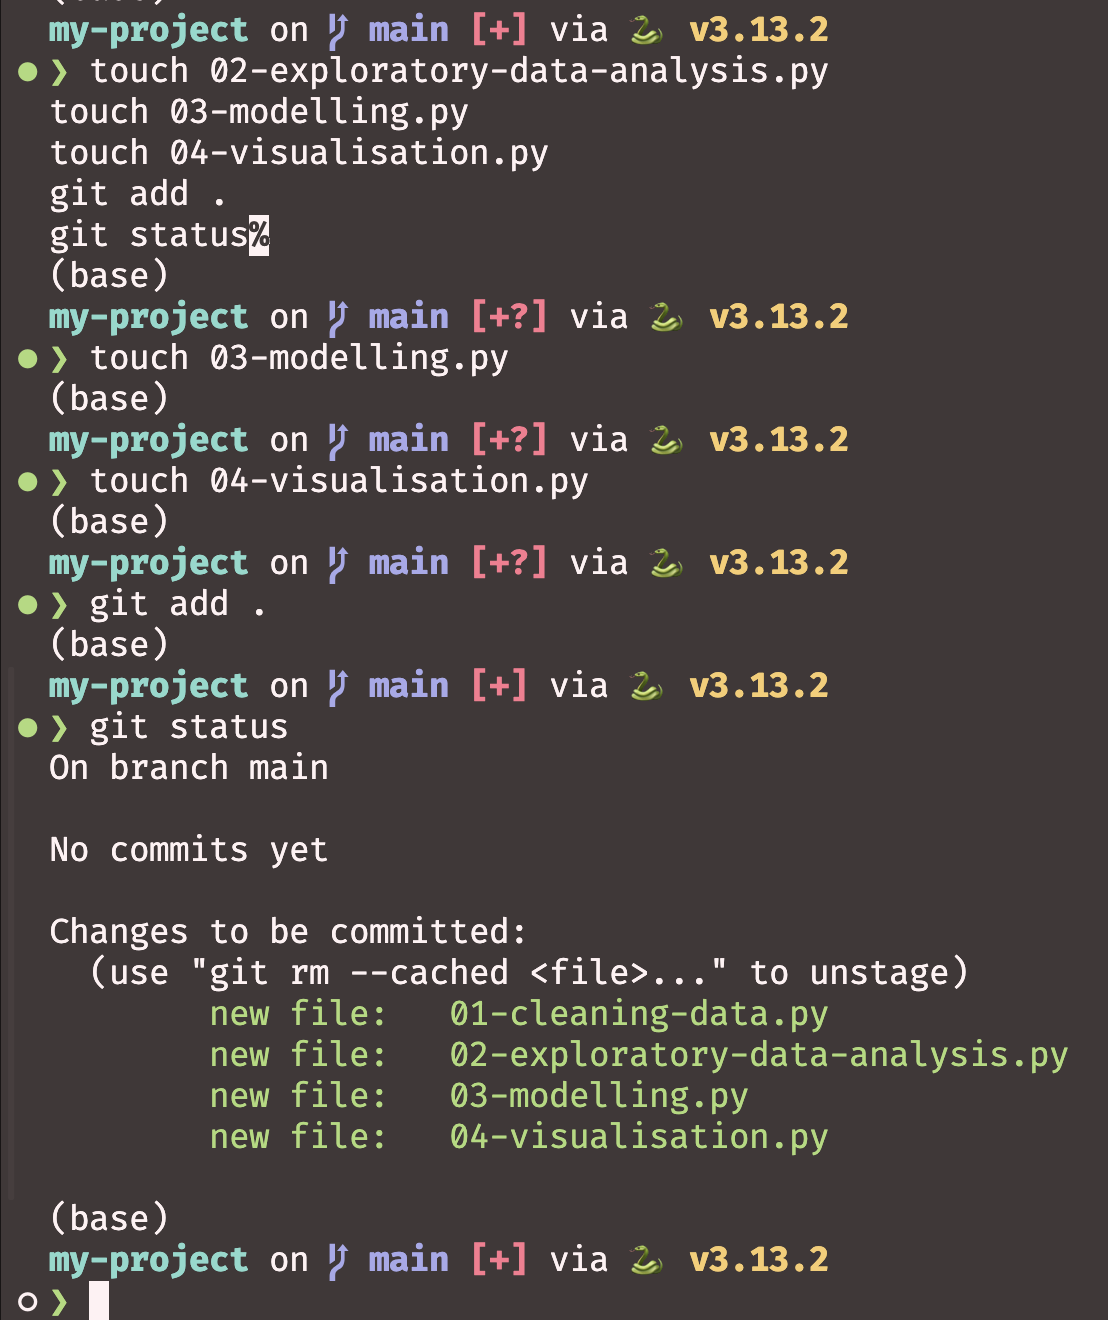 (base)
my-project on main [+] via 🐍 v3.13.2
❯ touch 02-exploratory-data-analysis.py
touch 03-modelling.py
touch 04-visualisation.py
git add .
git status%
(base)
my-project on main [+?] via 🐍 v3.13.2
❯ touch 03-modelling.py
(base)
my-project on main [+?] via 🐍 v3.13.2
❯ touch 04-visualisation.py
(base)
my-project on main [+?] via 🐍 v3.13.2
❯ git add .
(base)
my-project on main [+] via 🐍 v3.13.2
❯ git status
On branch main
No commits yet
Changes to be committed:
(use "git rm --cached <file>..." to unstage)
new file: 01-cleaning-data.py
new file: 02-exploratory-data-analysis.py
new file: 03-modelling.py
new file: 04-visualisation.py
(base)
my-project on main [+] via 🐍 v3.13.2
❯